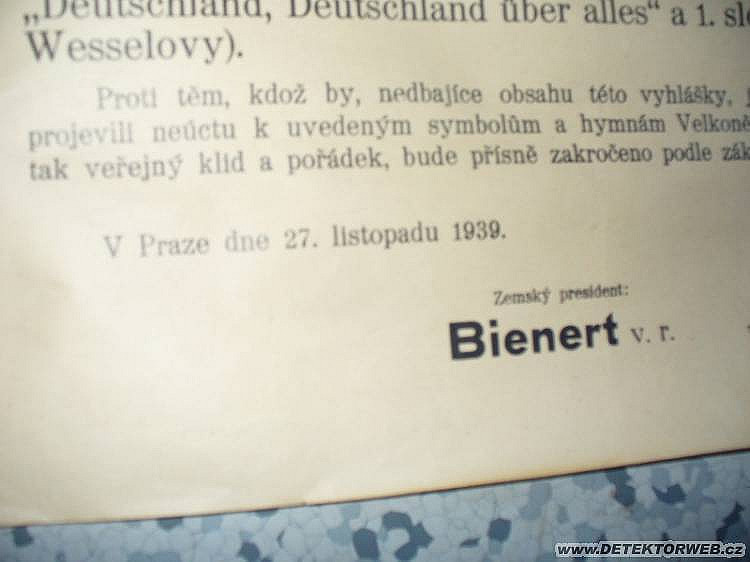 „Deutschland, Deutschland über alles“ a 1. slo
Wesselovy).
Proti těm, kdož by, nedbajíce obsahu této vyhlášky,
projevili neúctu k uvedeným symbolům a hymnám Velkoně
tak veřejný klid a pořádek, bude přísně zakročeno podle zák
V Praze dne 27. listopadu 1939.
Zemský president:
Bienert v. r.
www.DETEKTORWEB.cz